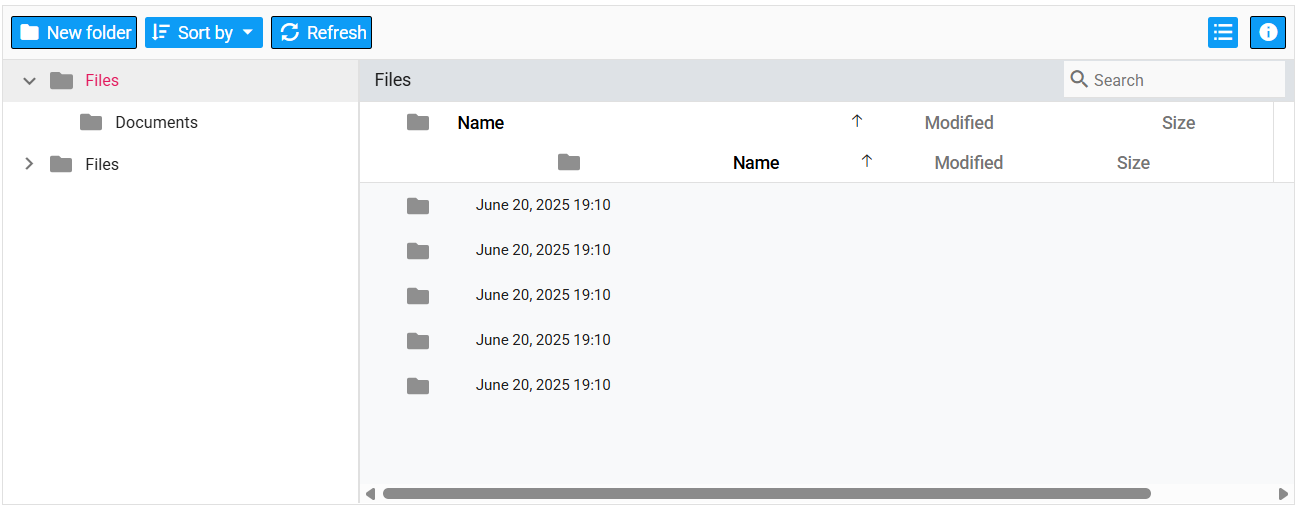 New folder Sort by Refresh
Files Files Search
Documents Name Modified Size
Files Name Modified Size
June 20, 2025 19:10
June 20, 2025 19:10
June 20, 2025 19:10
June 20, 2025 19:10
June 20, 2025 19:10